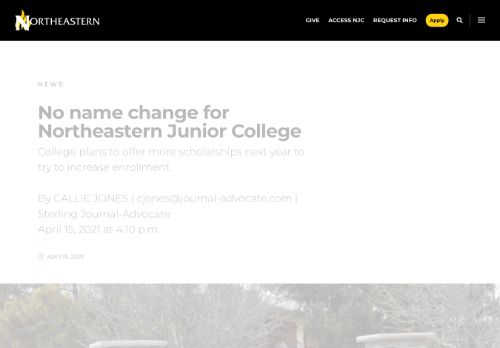 NORTHEASTERN
GIVE ACCESS NJC REQUEST INFO Apply
NEWS
No name change for
Northeastern Junior College
College plans to offer more scholarships next year to
try to increase enrollment
By CALLIE JONES | cjones@journal-advocate.com |
Sterling Journal-Advocate
April 15, 2021 at 4:10 p.m.
April 15, 2021